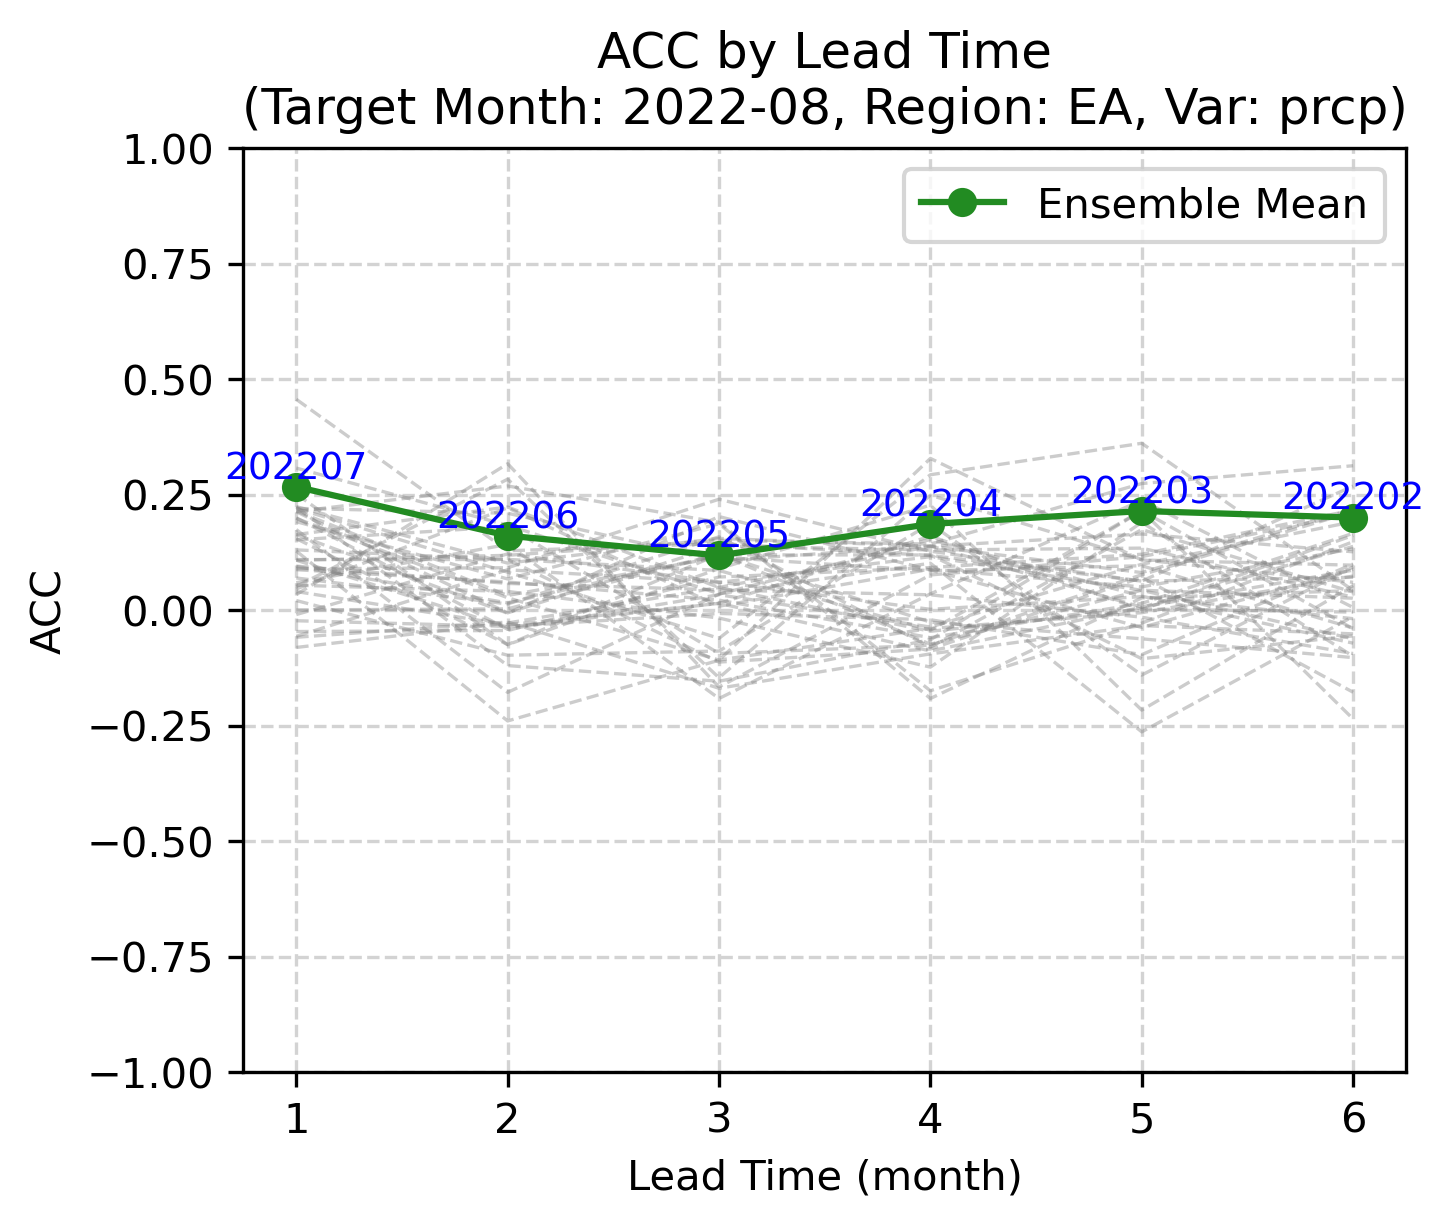 ACC by Lead Time
(Target Month: 2022-08, Region: EA, Var: prcp)
Ensemble Mean
1.00
0.75
0.50
0.25
0.00
−0.25
−0.50
−0.75
−1.00
ACC
202207
202206
202205
202204
202203
202202
1 2 3 4 5 6
Lead Time (month)